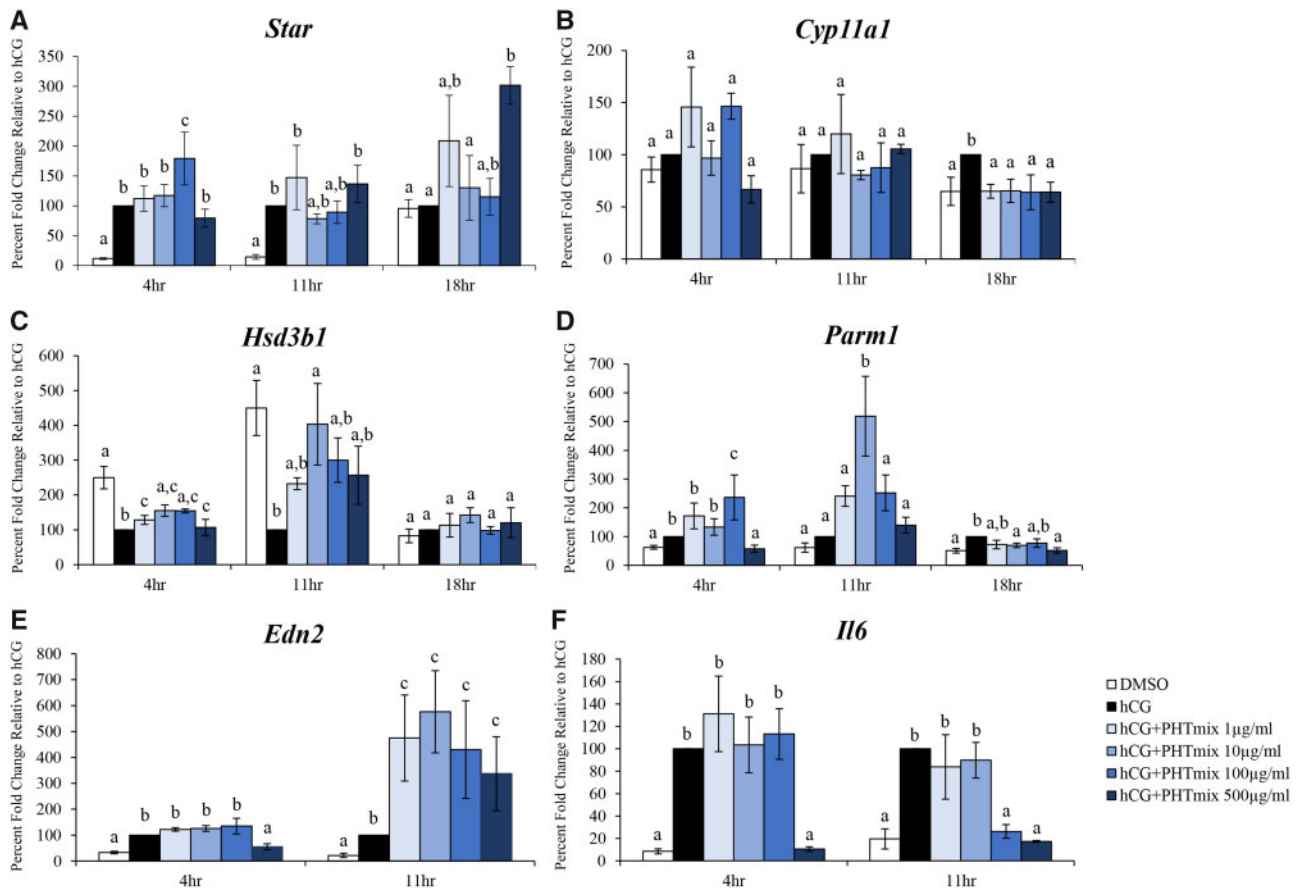 A
Star
Percent Fold Change Relative to hCG
350
300
250
200
150
100
50
0
a b b b c b
a b b a,b a,b b
a a a,b a a,b b
4hr 11hr 18hr
B
Cyp11a1
Percent Fold Change Relative to hCG
200
150
100
50
0
a a a a a a
a a a a a a
a b a a a a
4hr 11hr 18hr
C
Hsd3b1
Percent Fold Change Relative to hCG
600
500
400
300
200
100
0
a b c a,c a,c b
a b a,b a a,b a,b
a a a a a a
4hr 11hr 18hr
D
Parm1
Percent Fold Change Relative to hCG
700
600
500
400
300
200
100
0
a b b b c a
a a a b a a
a b a,b a a,b a
4hr 11hr 18hr
E
Edn2
Percent Fold Change Relative to hCG
800
700
600
500
400
300
200
100
0
a b b b b a
a b c c c c
4hr 11hr
F
Il6
Percent Fold Change Relative to hCG
180
160
140
120
100
80
60
40
20
0
a b b b b a
a b b b a a
4hr 11hr
DMSO
hCG
hCG+PHTmix 1µg/ml
hCG+PHTmix 10µg/ml
hCG+PHTmix 100µg/ml
hCG+PHTmix 500µg/ml